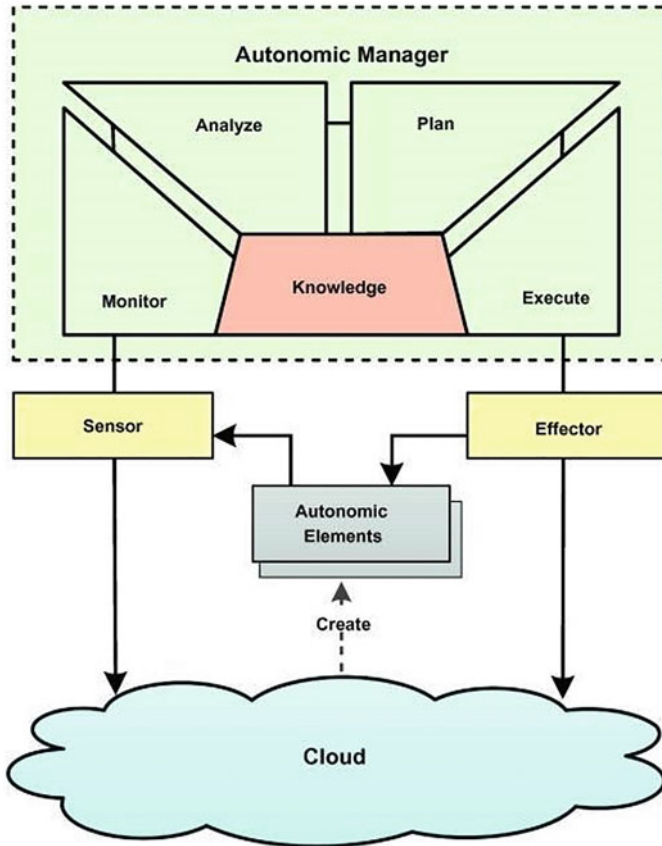 Autonomic Manager
Analyze
Plan
Monitor
Knowledge
Execute
Sensor
Effector
Autonomic
Elements
Create
Cloud